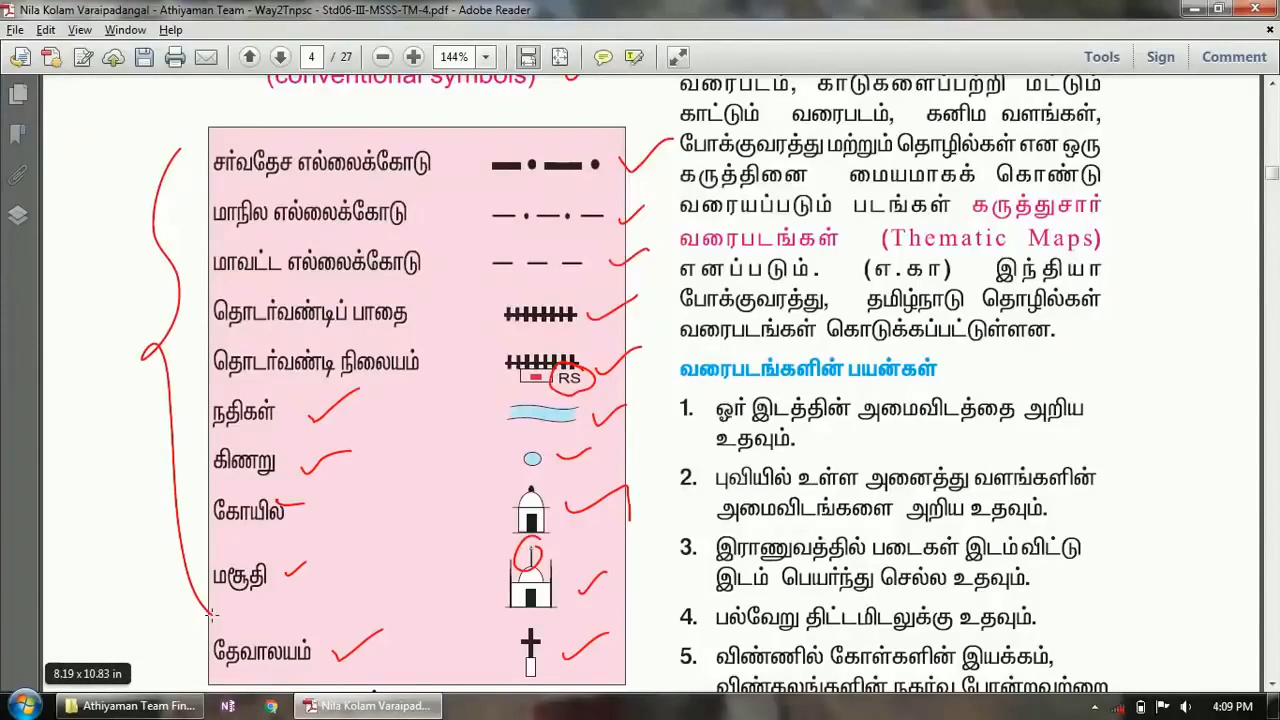 Nila Kolam Varaipadangal - Athiyaman Team - Way2Tnpsc - Std06-III-MSSS-TM-4.pdf - Adobe Reader
File Edit View Window Help
4 / 27 144% Tools Sign Comment
(conventional symbols)
சர்வதேச எல்லைக்கோடு
மாநில எல்லைக்கோடு
மாவட்ட எல்லைக்கோடு
தொடர்வண்டிப் பாதை
தொடர்வண்டி நிலையம்
RS
நதிகள்
கிணறு
கோயில்
மசூதி
தேவாலயம்
வரைபடம், காடுகளைப்பற்றி மட்டும்
காட்டும் வரைபடம், கனிம வளங்கள்,
போக்குவரத்து மற்றும் தொழில்கள் என ஒரு
கருத்தினை மையமாகக் கொண்டு
வரையப்படும் படங்கள் கருத்துசார்
வரைபடங்கள் (Thematic Maps)
எனப்படும். (எ.கா) இந்தியா
போக்குவரத்து, தமிழ்நாடு தொழில்கள்
வரைபடங்கள் கொடுக்கப்பட்டுள்ளன.
வரைபடங்களின் பயன்கள்
1. ஓர் இடத்தின் அமைவிடத்தை அறிய
உதவும்.
2. புவியில் உள்ள அனைத்து வளங்களின்
அமைவிடங்களை அறிய உதவும்.
3. இராணுவத்தில் படைகள் இடம்விட்டு
இடம் பெயர்ந்து செல்ல உதவும்.
4. பல்வேறு திட்டமிடலுக்கு உதவும்.
5. விண்ணில் கோள்களின் இயக்கம்,
விண்கலங்களின் நகர்வு போன்றவற்றை
8.19 x 10.83 in
Athiyaman Team Fin... Nila Kolam Varaipad... 4:09 PM